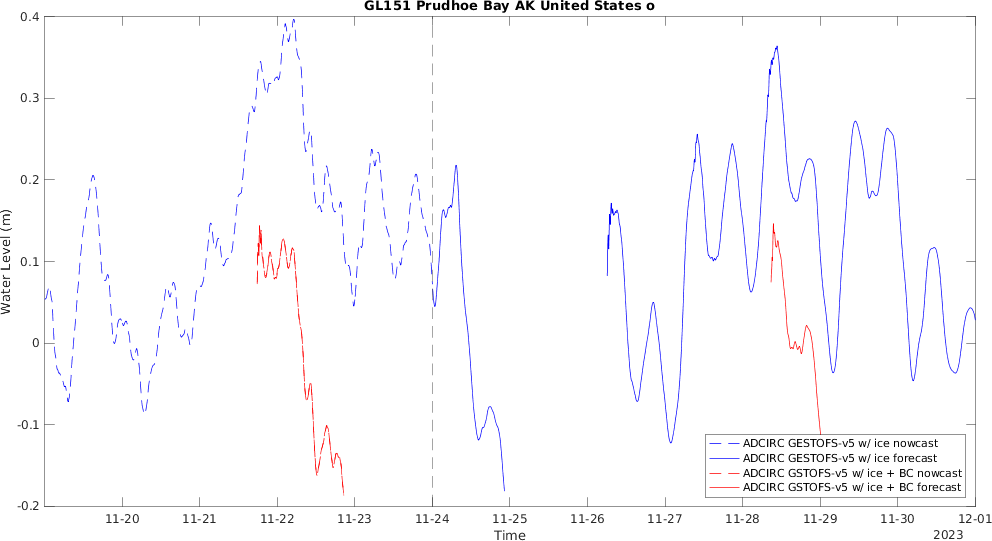 GL151 Prudhoe Bay AK United States o
0.4
0.3
0.2
0.1
0
-0.1
-0.2
Water Level (m)
ADCIRC GESTOFS-v5 w/ ice nowcast
ADCIRC GESTOFS-v5 w/ ice forecast
ADCIRC GSTOFS-v5 w/ ice + BC nowcast
ADCIRC GSTOFS-v5 w/ ice + BC forecast
11-20 11-21 11-22 11-23 11-24 11-25 11-26 11-27 11-28 11-29 11-30 12-01
Time
2023